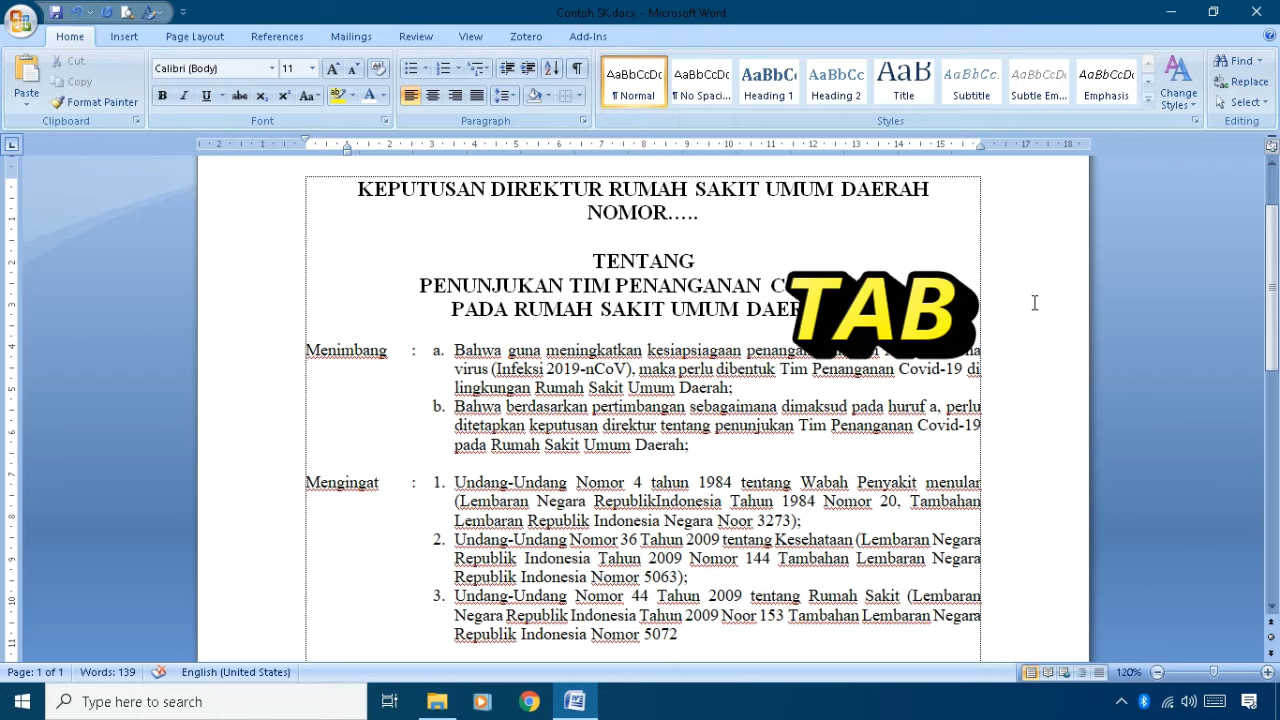 Contoh SK.docx - Microsoft Word
Home Insert Page Layout References Mailings Review View Zotero Add-Ins
Paste
Cut
Copy
Format Painter
Clipboard
Calibri (Body) 11
Font
Paragraph
AaBbCcDc AaBbCcDc AaBbC AaBbCc AaB AaBbCc. AaBbCcDc AaBbCcDc
¶ Normal ¶ No Spaci... Heading 1 Heading 2 Title Subtitle Subtle Em... Emphasis
Change Styles
Styles
Find
Replace
Select
Editing
KEPUTUSAN DIREKTUR RUMAH SAKIT UMUM DAERAH
NOMOR…..
TENTANG
PENUNJUKAN TIM PENANGANAN C
PADA RUMAH SAKIT UMUM DAER
TAB
Menimbang : a. Bahwa guna meningkatkan kesiapsiagaan
virus (Infeksi 2019-nCoV), maka perlu dibentuk Tim Penanganan Covid-19 di
lingkungan Rumah Sakit Umum Daerah;
b. Bahwa berdasarkan pertimbangan sebagaimana dimaksud pada huruf a, perlu
ditetapkan keputusan direktur tentang penunjukan Tim Penanganan Covid-19
pada Rumah Sakit Umum Daerah;
Mengingat : 1. Undang-Undang Nomor 4 tahun 1984 tentang Wabah Penyakit menular
(Lembaran Negara RepublikIndonesia Tahun 1984 Nomor 20, Tambahan
Lembaran Republik Indonesia Negara Noor 3273);
2. Undang-Undang Nomor 36 Tahun 2009 tentang Kesehataan (Lembaran Negara
Republik Indonesia Tahun 2009 Nomor 144 Tambahan Lembaran Negara
Republik Indonesia Nomor 5063);
3. Undang-Undang Nomor 44 Tahun 2009 tentang Rumah Sakit (Lembaran
Negara Republik Indonesia Tahun 2009 Noor 153 Tambahan Lembaran Negara
Republik Indonesia Nomor 5072
Page: 1 of 1 Words: 139 English (United States) 120%
Type here to search